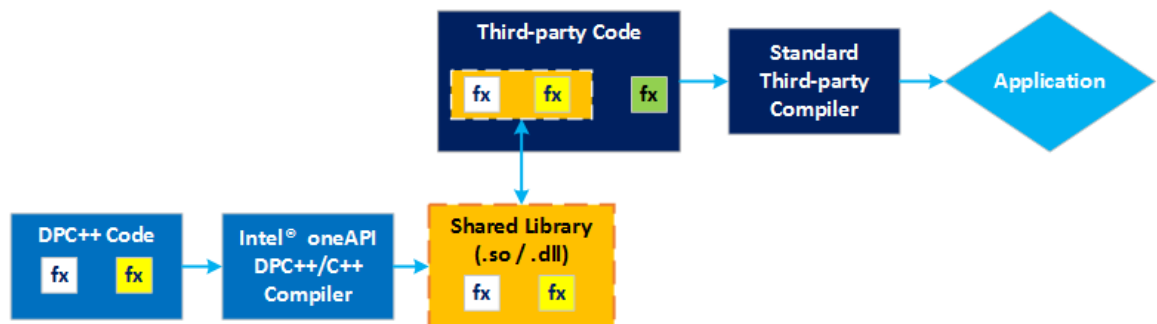 Third-party Code
fx
fx
fx
Standard
Third-party
Compiler
Application
DPC++ Code
fx
fx
Intel® oneAPI
DPC++/C++
Compiler
Shared Library
(.so / .dll)
fx
fx